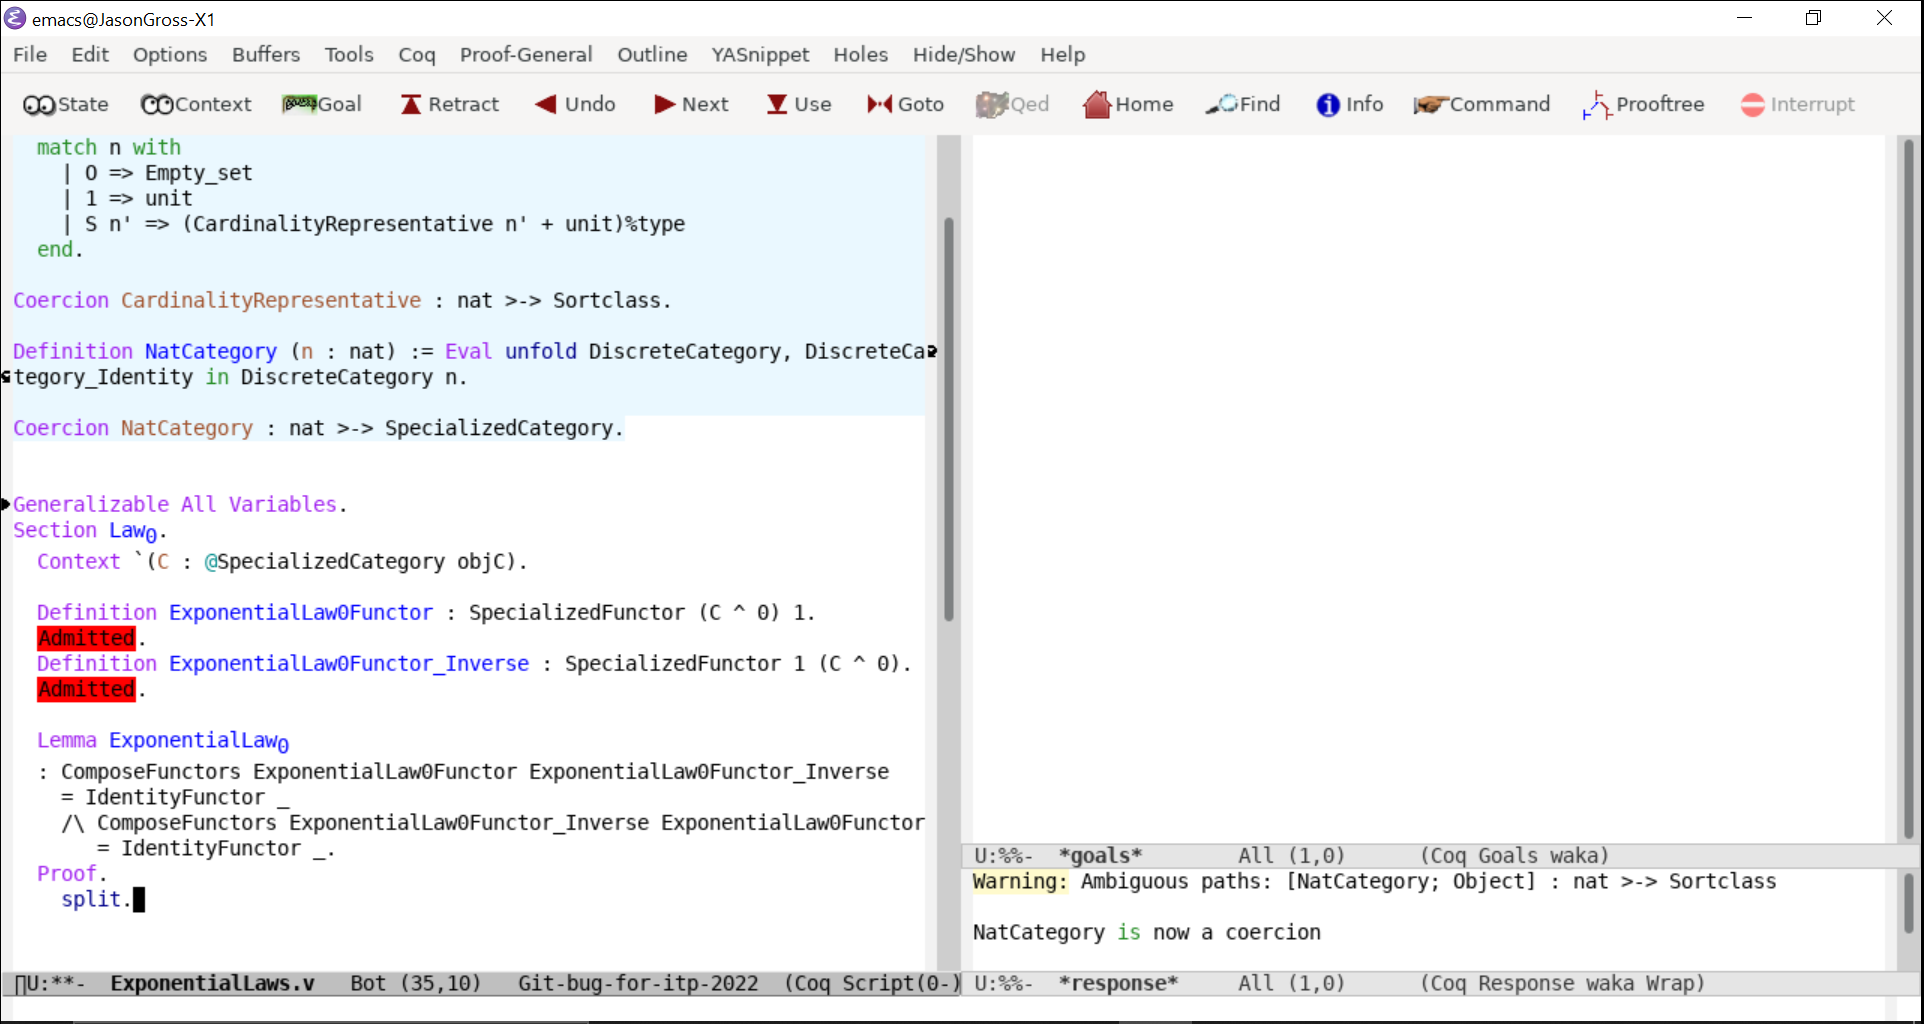 emacs@JasonGross-X1
File Edit Options Buffers Tools Coq Proof-General Outline YASnippet Holes Hide/Show Help
State Context Goal Retract Undo Next Use Goto Qed Home Find Info Command Prooftree Interrupt
match n with
| O => Empty_set
| 1 => unit
| S n' => (CardinalityRepresentative n' + unit)%type
end.
Coercion CardinalityRepresentative : nat >-> Sortclass.
Definition NatCategory (n : nat) := Eval unfold DiscreteCategory, DiscreteCa
tegory_Identity in DiscreteCategory n.
Coercion NatCategory : nat >-> SpecializedCategory.
Generalizable All Variables.
Section Law₀.
Context `(C : @SpecializedCategory objC).
Definition ExponentialLaw0Functor : SpecializedFunctor (C ^ 0) 1.
Admitted.
Definition ExponentialLaw0Functor_Inverse : SpecializedFunctor 1 (C ^ 0).
Admitted.
Lemma ExponentialLaw₀
: ComposeFunctors ExponentialLaw0Functor ExponentialLaw0Functor_Inverse
= IdentityFunctor _
/\ ComposeFunctors ExponentialLaw0Functor_Inverse ExponentialLaw0Functor
= IdentityFunctor _.
Proof.
split.
U:**- ExponentialLaws.v Bot (35,10) Git-bug-for-itp-2022 (Coq Script(0-)
U:%%- *goals* All (1,0) (Coq Goals waka)
Warning: Ambiguous paths: [NatCategory; Object] : nat >-> Sortclass
NatCategory is now a coercion
U:%%- *response* All (1,0) (Coq Response waka Wrap)